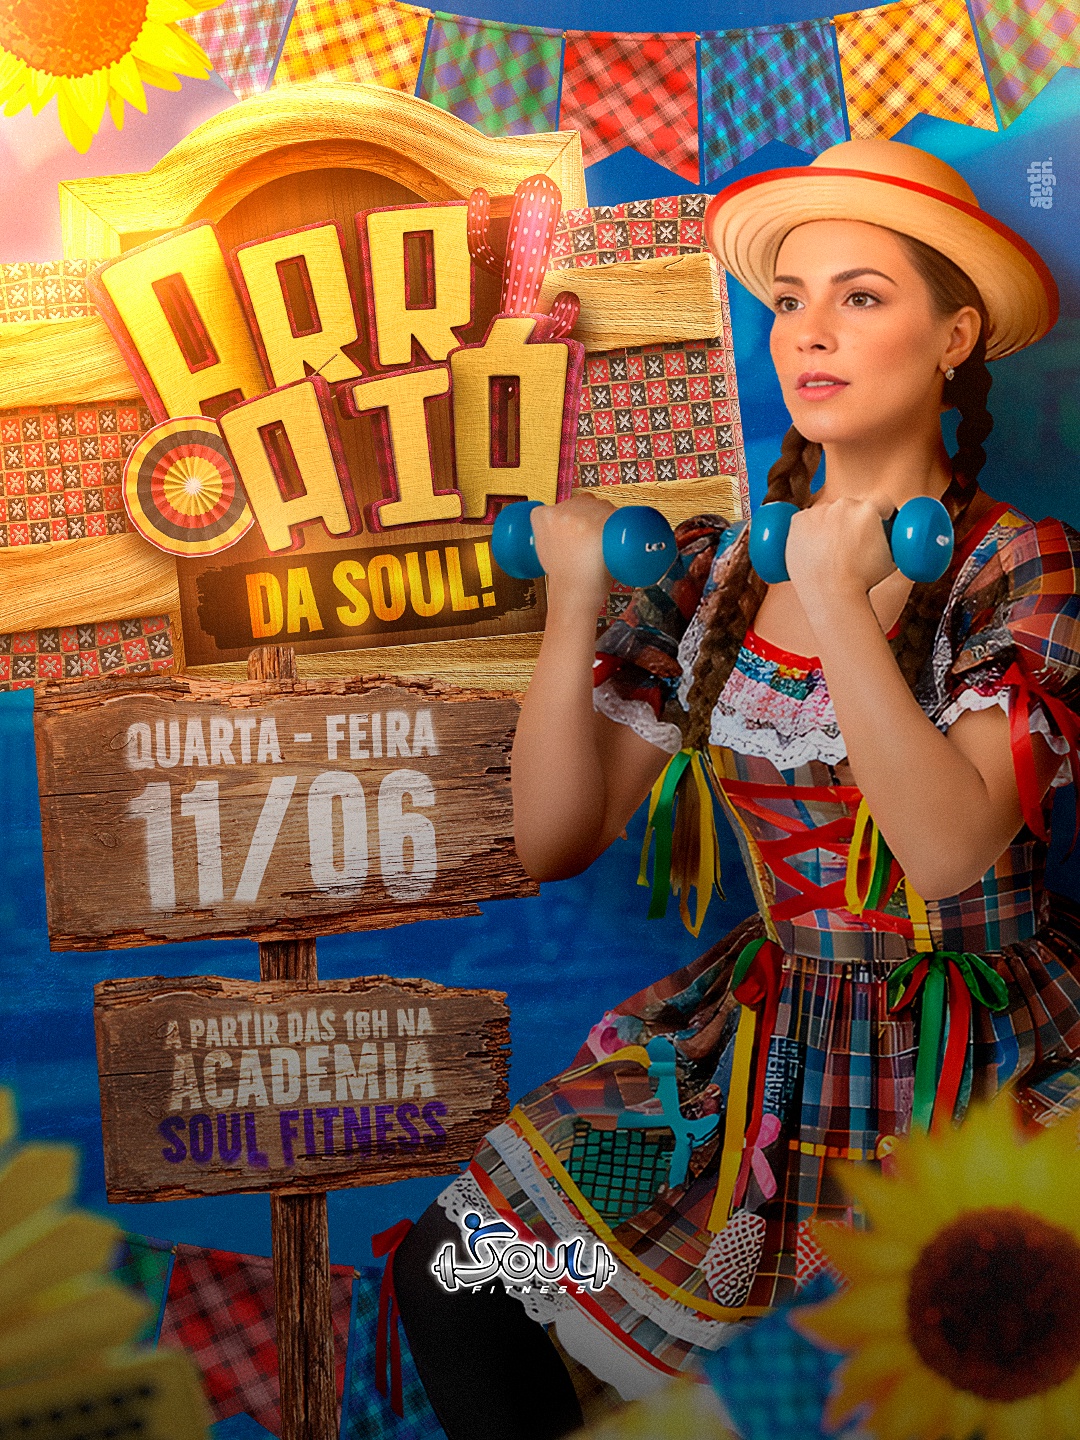 snth
dsgn.
ARR
AIÁ
DA SOUL!
QUARTA - FEIRA
11/06
A PARTIR DAS 18H NA
ACADEMIA
SOUL FITNESS
SOUL
FITNESS